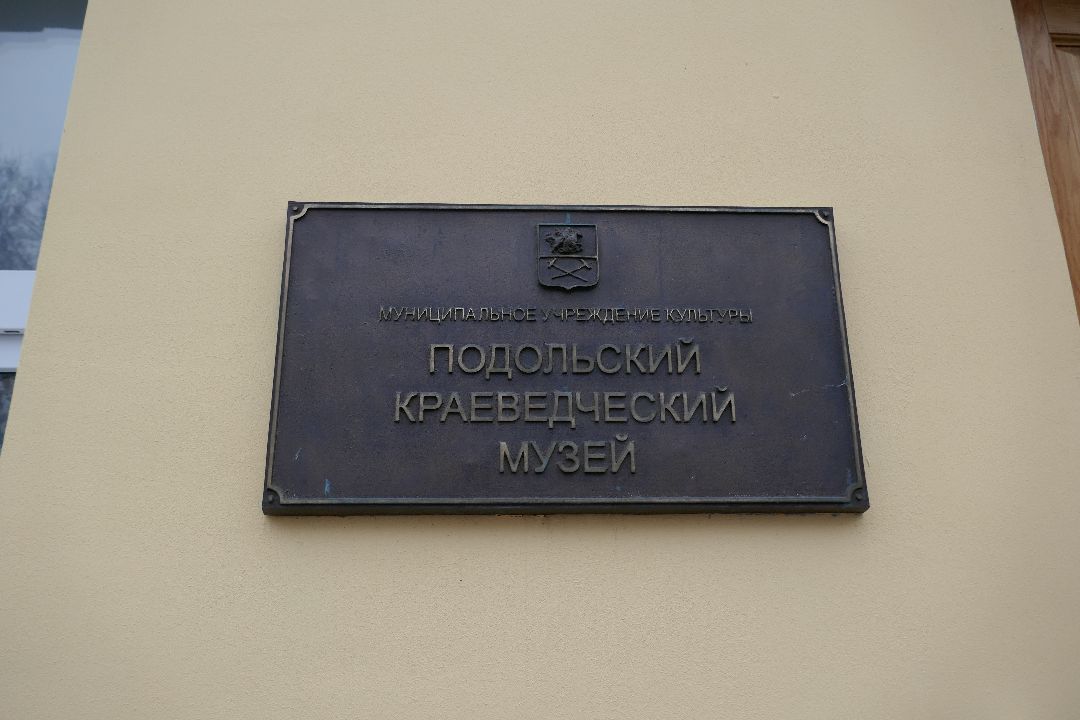 МУНИЦИПАЛЬНОЕ УЧРЕЖДЕНИЕ КУЛЬТУРЫ
ПОДОЛЬСКИЙ
КРАЕВЕДЧЕСКИЙ
МУЗЕЙ